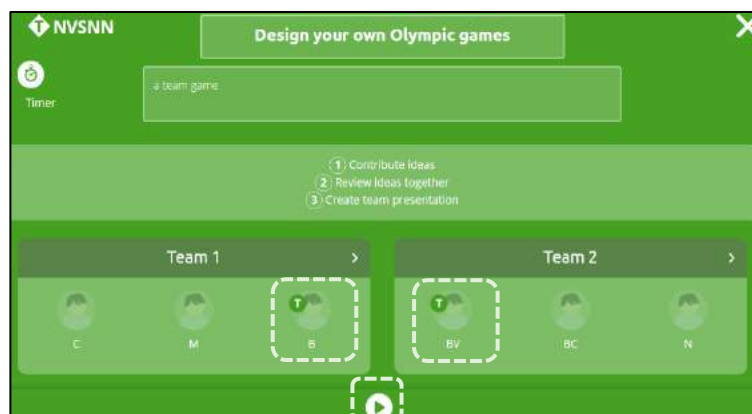 T NVSNN
Design your own Olympic games
Timer
a team game
1 Contribute ideas
2 Review ideas together
3 Create team presentation
Team 1 >
Team 2 >
T
C
M
B
T
BV
BC
N